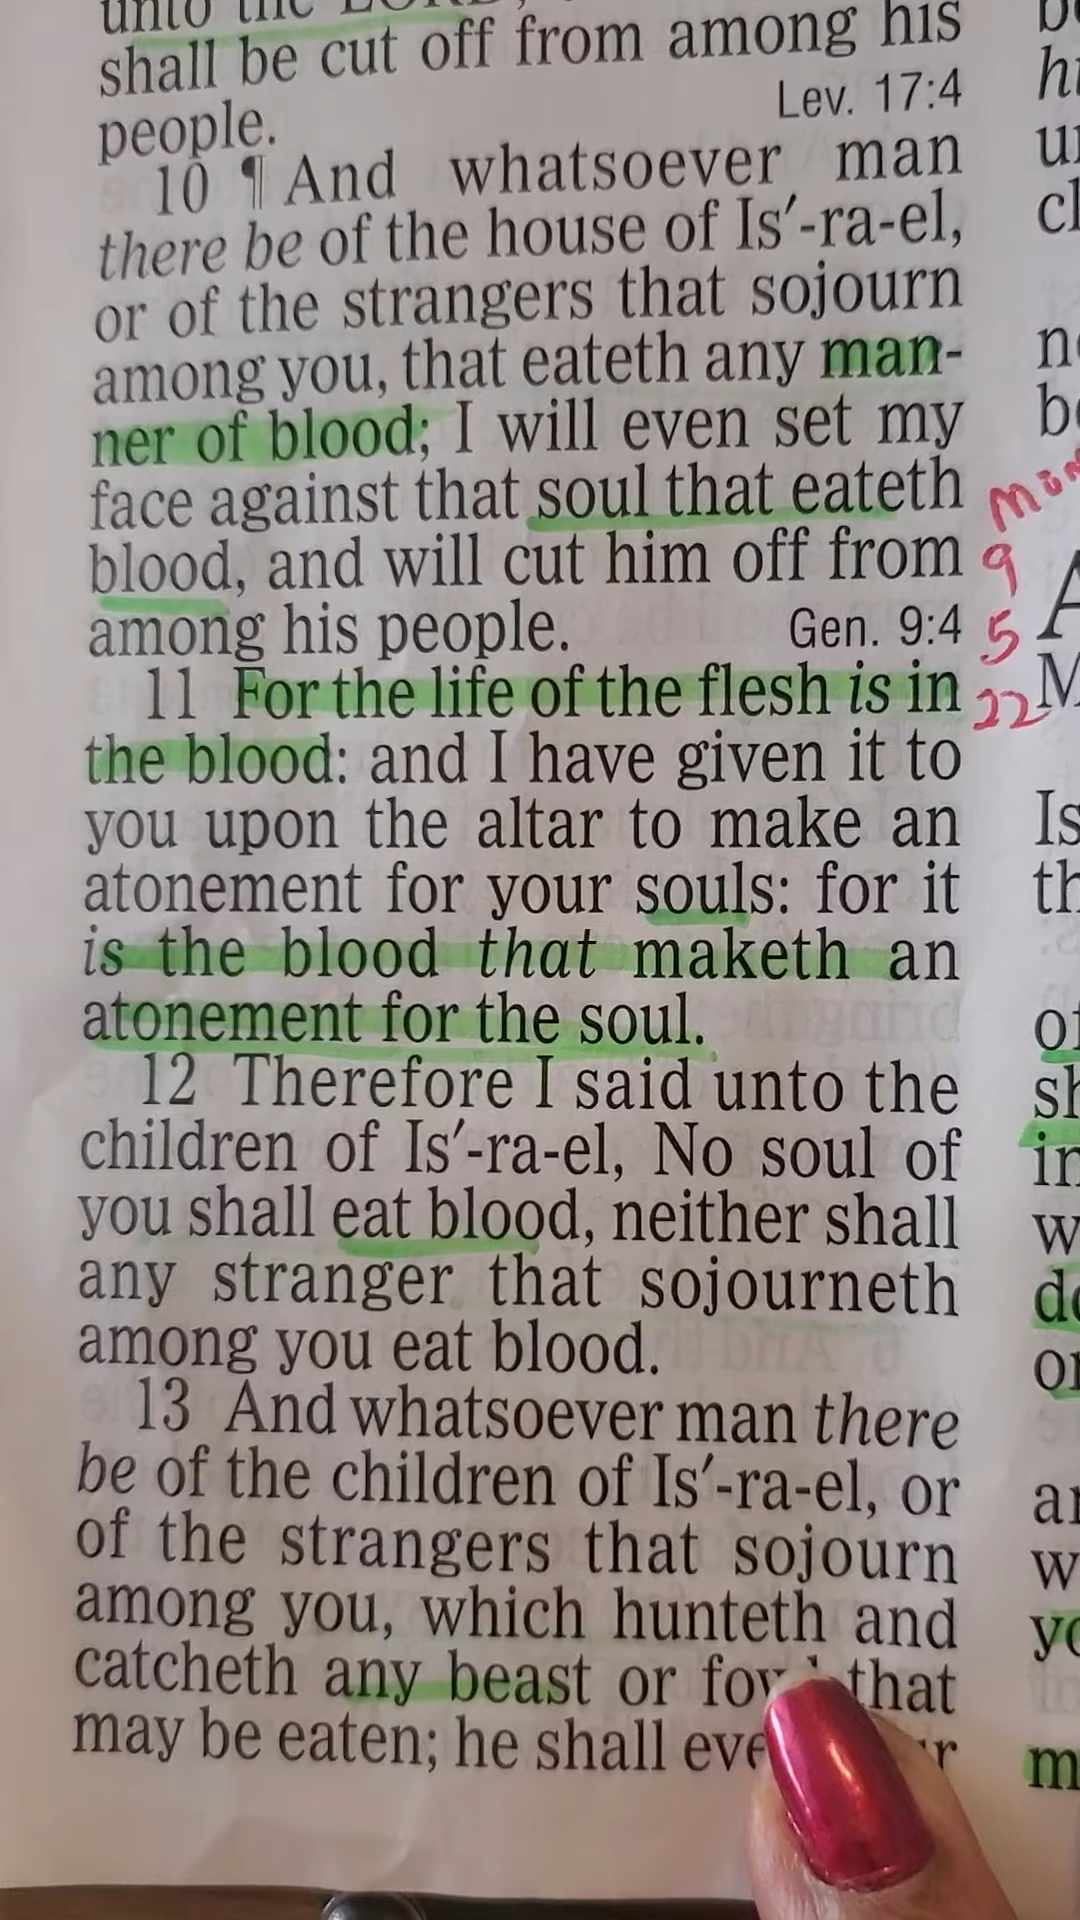 unto the LORD,
shall be cut off from among his
people. Lev. 17:4
10 ¶ And whatsoever man
there be of the house of Is′-ra-el,
or of the strangers that sojourn
among you, that eateth any man-
ner of blood; I will even set my
face against that soul that eateth
blood, and will cut him off from
among his people. Gen. 9:4
11 For the life of the flesh is in
the blood: and I have given it to
you upon the altar to make an
atonement for your souls: for it
is the blood that maketh an
atonement for the soul.
12 Therefore I said unto the
children of Is′-ra-el, No soul of
you shall eat blood, neither shall
any stranger that sojourneth
among you eat blood.
13 And whatsoever man there
be of the children of Is′-ra-el, or
of the strangers that sojourn
among you, which hunteth and
catcheth any beast or that
may be eaten; he shall
9
5
22